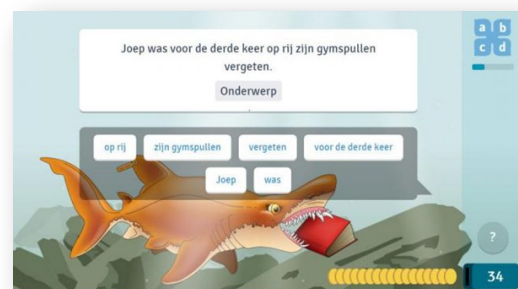 a b
c d
Joep was voor de derde keer op rij zijn gymspullen
vergeten.
Onderwerp
op rij zijn gymspullen vergeten voor de derde keer
Joep was
?
34